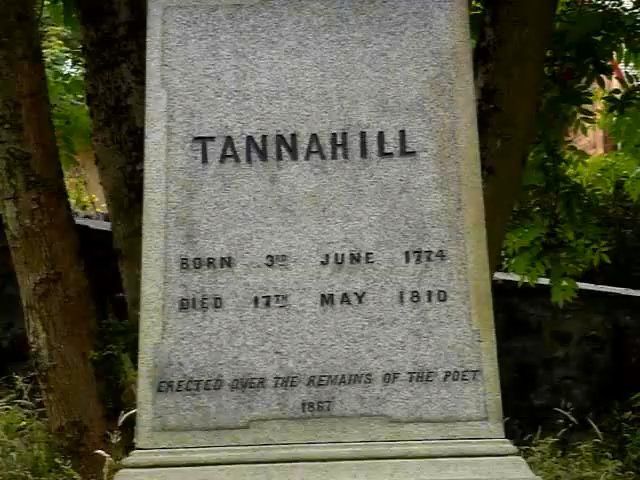 TANNAHILL
BORN 3RD JUNE 1774
DIED 17TH MAY 1810
ERECTED OVER THE REMAINS OF THE POET
1867